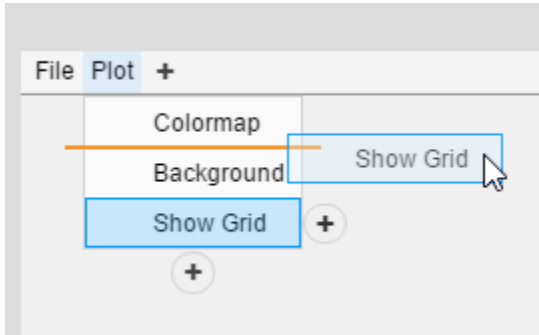 File Plot +
Colormap
Background
Show Grid
Show Grid +
+